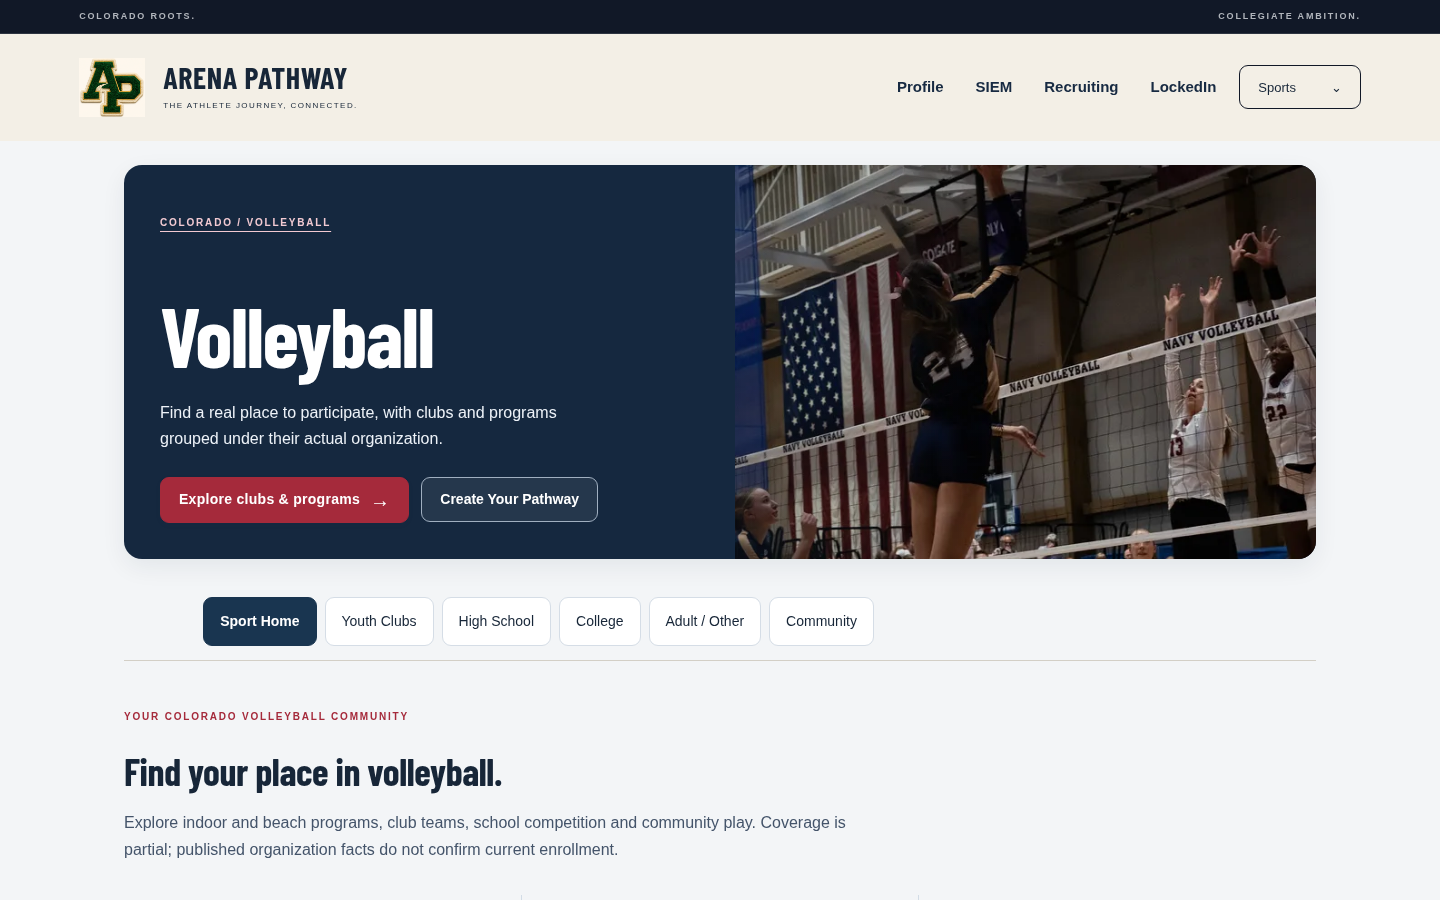 COLORADO ROOTS.
COLLEGIATE AMBITION.
AP
ARENA PATHWAY
THE ATHLETE JOURNEY, CONNECTED.
Profile
SIEM
Recruiting
LockedIn
Sports
COLORADO / VOLLEYBALL
Volleyball
Find a real place to participate, with clubs and programs
grouped under their actual organization.
Explore clubs & programs →
Create Your Pathway
COLGATE
24
NAVY VOLLEYBALL
NAVY VOLLEYBALL
NAVY VOLLEYBALL
13
22
Sport Home
Youth Clubs
High School
College
Adult / Other
Community
YOUR COLORADO VOLLEYBALL COMMUNITY
Find your place in volleyball.
Explore indoor and beach programs, club teams, school competition and community play. Coverage is
partial; published organization facts do not confirm current enrollment.